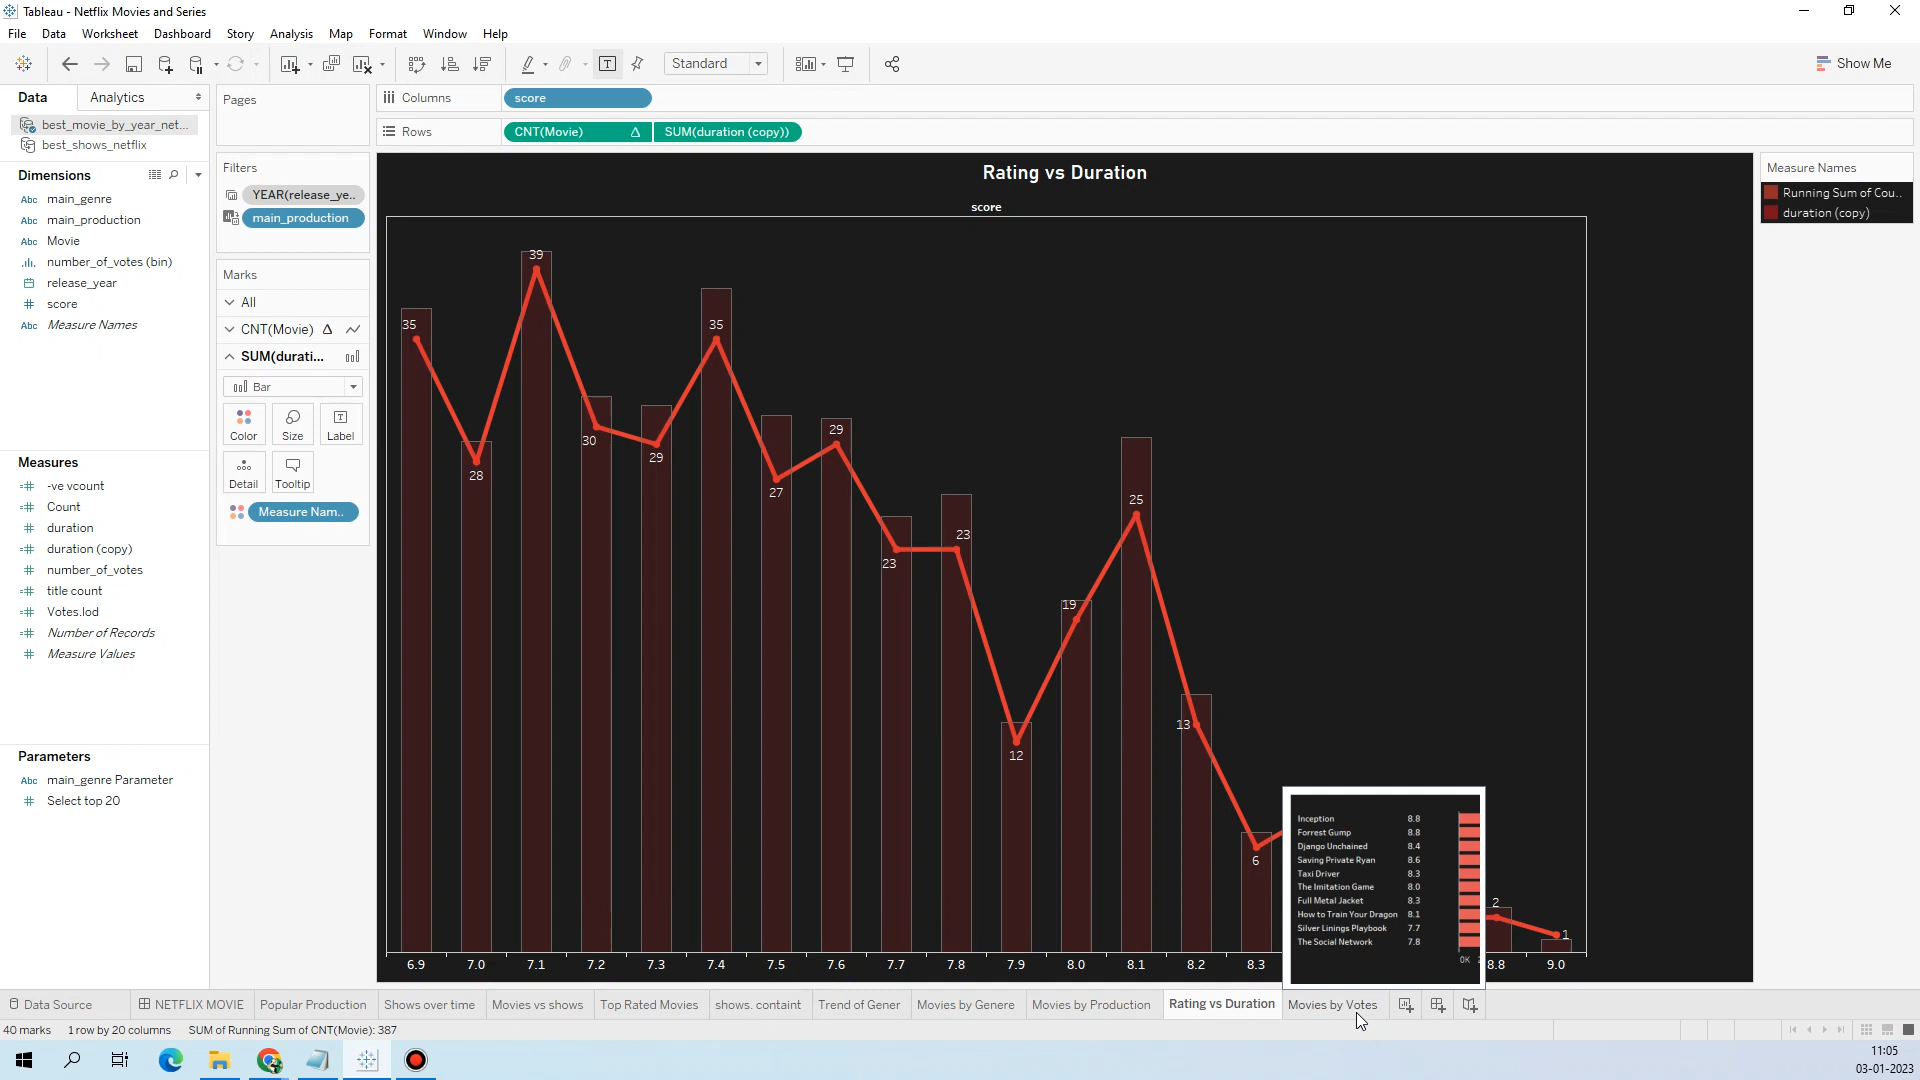 Tableau - Netflix Movies and Series
File Data Worksheet Dashboard Story Analysis Map Format Window Help
Standard
Show Me
Data Analytics
best_movie_by_year_net...
best_shows_netflix
Dimensions
Abc main_genre
Abc main_production
Abc Movie
number_of_votes (bin)
release_year
# score
Abc Measure Names
Measures
# -ve vcount
# Count
# duration
# duration (copy)
# number_of_votes
# title count
# Votes.lod
# Number of Records
# Measure Values
Parameters
Abc main_genre Parameter
# Select top 20
Pages
Filters
YEAR(release_ye..
main_production
Marks
All
CNT(Movie) Δ
SUM(durati...
Bar
Color Size Label
Detail Tooltip
Measure Nam..
Columns score
Rows CNT(Movie) Δ SUM(duration (copy))
Rating vs Duration
score
39
35
35
30
29
28
29
27
23
23
25
19
12
13
6
2
1
6.9 7.0 7.1 7.2 7.3 7.4 7.5 7.6 7.7 7.8 7.9 8.0 8.1 8.2 8.3 8.8 9.0
Inception 8.8
Forrest Gump 8.8
Django Unchained 8.4
Saving Private Ryan 8.6
Taxi Driver 8.3
The Imitation Game 8.0
Full Metal Jacket 8.3
How to Train Your Dragon 8.1
Silver Linings Playbook 7.7
The Social Network 7.8
0K
Measure Names
Running Sum of Cou..
duration (copy)
Data Source NETFLIX MOVIE Popular Production Shows over time Movies vs shows Top Rated Movies shows. containt Trend of Gener Movies by Genere Movies by Production Rating vs Duration Movies by Votes
40 marks 1 row by 20 columns SUM of Running Sum of CNT(Movie): 387
11:05
03-01-2023